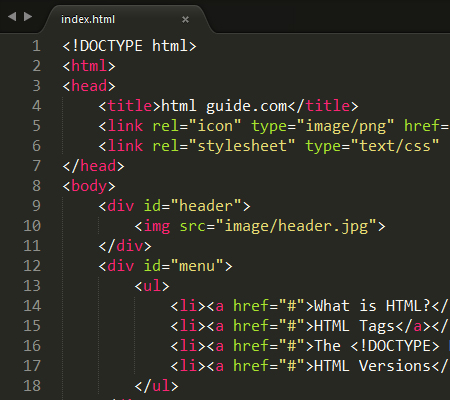 index.html ×
1 <!DOCTYPE html>
2 <html>
3 <head>
4 <title>html guide.com</title>
5 <link rel="icon" type="image/png" href=
6 <link rel="stylesheet" type="text/css"
7 </head>
8 <body>
9 <div id="header">
10 <img src="image/header.jpg">
11 </div>
12 <div id="menu">
13 <ul>
14 <li><a href="#">What is HTML?</
15 <li><a href="#">HTML Tags</a></
16 <li><a href="#">The <!DOCTYPE>
17 <li><a href="#">HTML Versions</
18 </ul>